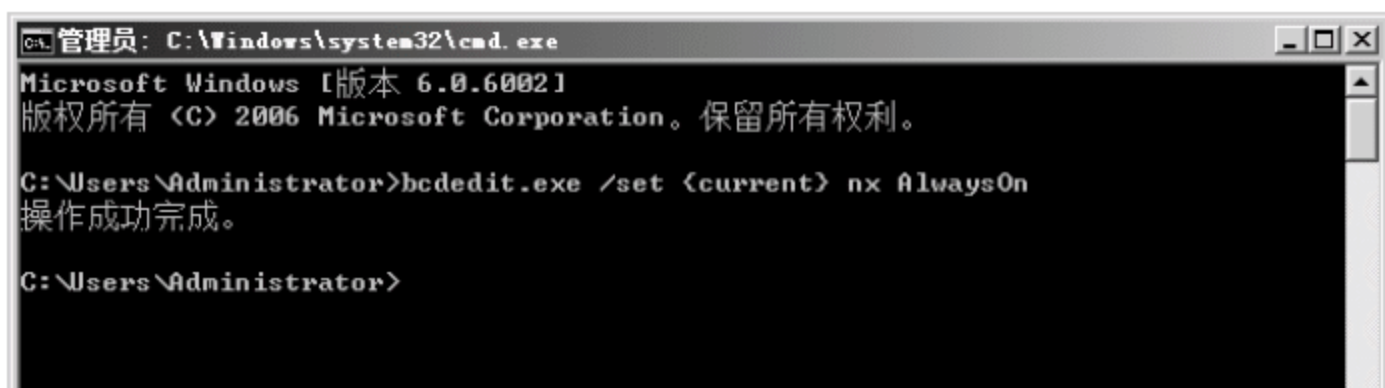 管理员: C:\Windows\system32\cmd.exe
Microsoft Windows [版本 6.0.6002]
版权所有 (C) 2006 Microsoft Corporation。保留所有权利。
C:\Users\Administrator>bcdedit.exe /set {current} nx AlwaysOn
操作成功完成。
C:\Users\Administrator>